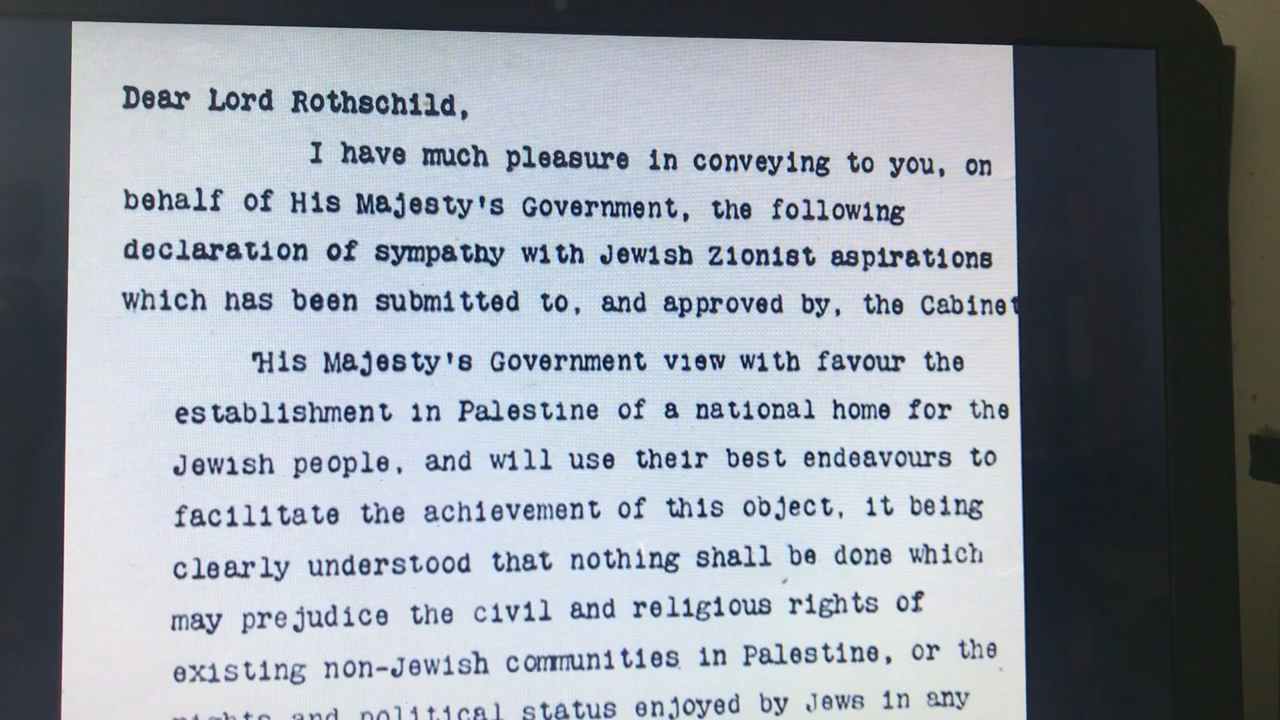 Dear Lord Rothschild,
I have much pleasure in conveying to you, on
behalf of His Majesty's Government, the following
declaration of sympathy with Jewish Zionist aspirations
which has been submitted to, and approved by, the Cabinet
"His Majesty's Government view with favour the
establishment in Palestine of a national home for the
Jewish people, and will use their best endeavours to
facilitate the achievement of this object, it being
clearly understood that nothing shall be done which
may prejudice the civil and religious rights of
existing non-Jewish communities in Palestine, or the
rights and political status enjoyed by Jews in any